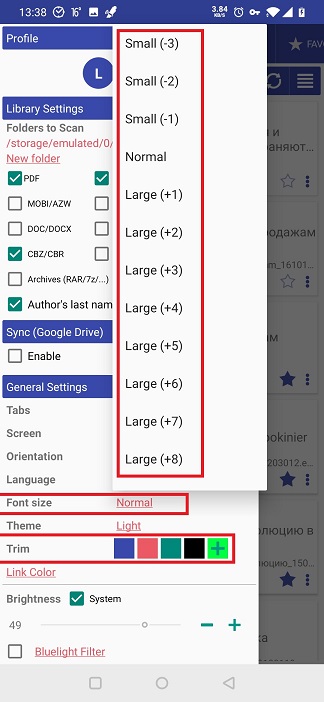 13:38
16°
3.84
KB/S
Profile
L
FAV
Library Settings
Folders to Scan
/storage/emulated/0/
New folder
PDF
MOBI/AZW
DOC/DOCX
CBZ/CBR
Archives (RAR/7z/...)
Author's last nam
Sync (Google Drive)
Enable
General Settings
Tabs
Screen
Orientation
Language
Font size Normal
Theme Light
Trim
Link Color
Brightness System
49
Bluelight Filter
Small (-3)
Small (-2)
Small (-1)
Normal
Large (+1)
Large (+2)
Large (+3)
Large (+4)
Large (+5)
Large (+6)
Large (+7)
Large (+8)
и
раняют...
одажам
am_16101...
ам
ookinier
203012.e...
олюцию в
люцию_150...
ка